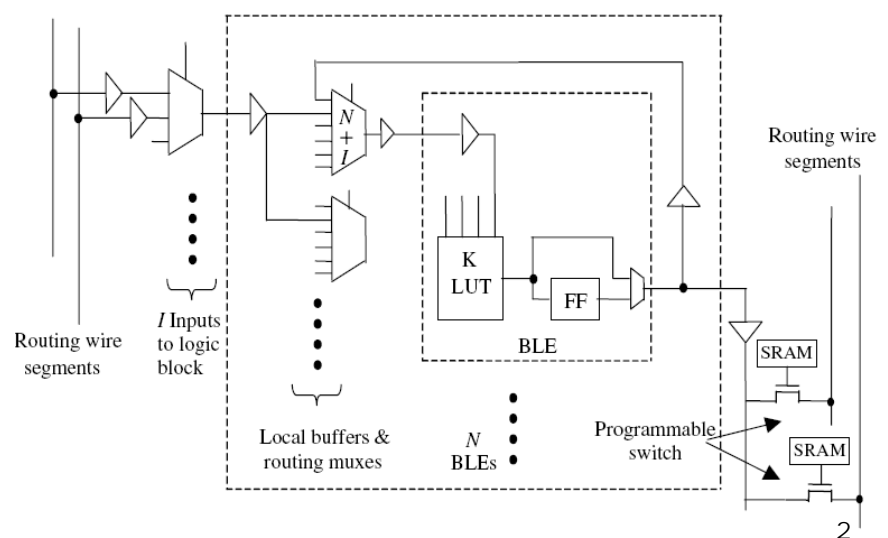 Routing wire
segments
N
+
I
SRAM
K
LUT
FF
BLE
I Inputs
to logic
block
Routing wire
segments
Local buffers &
routing muxes
N
BLEs
Programmable
switch
SRAM
2